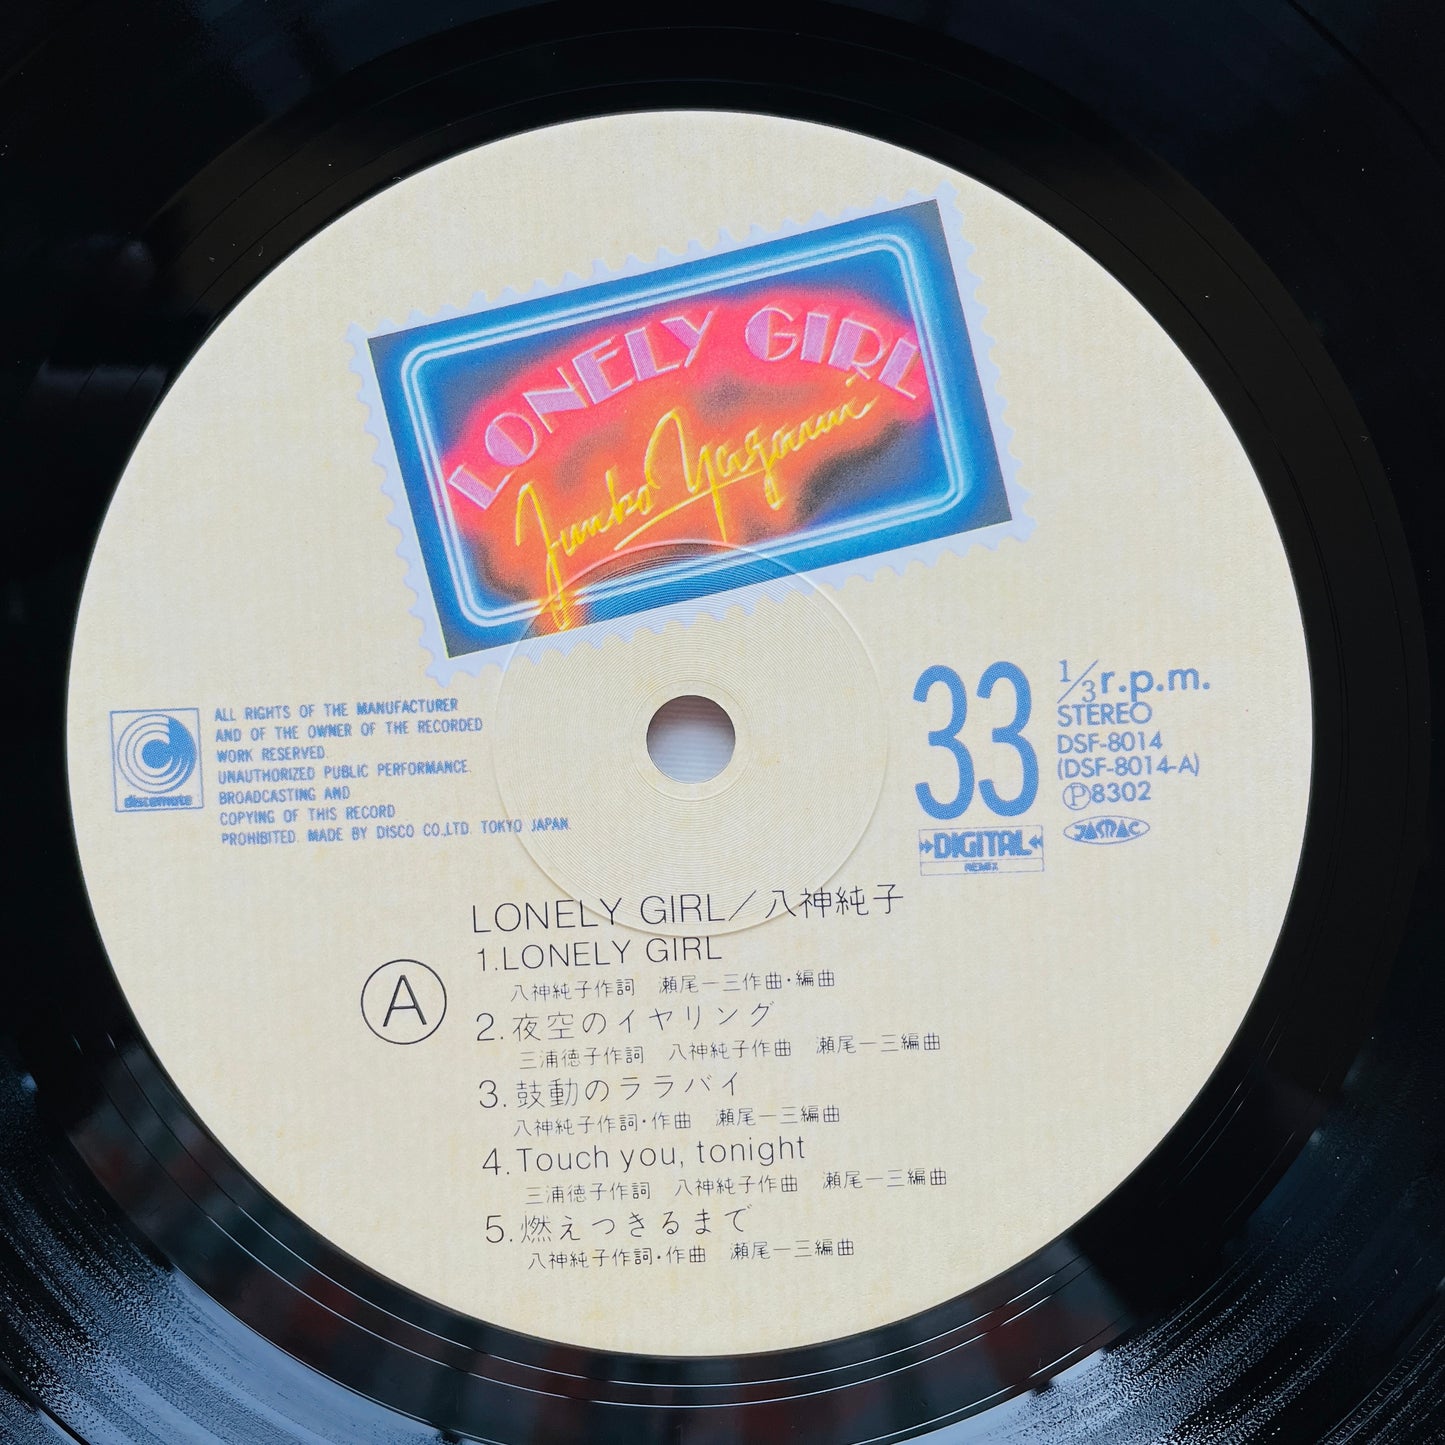 LONELY GIRL
Junko Yagami
33 1/3 r.p.m.
STEREO
DSF-8014
(DSF-8014-A)
Ⓟ8302
DIGITAL
REMIX
JAMAC
discomate
ALL RIGHTS OF THE MANUFACTURER
AND OF THE OWNER OF THE RECORDED
WORK RESERVED.
UNAUTHORIZED PUBLIC PERFORMANCE.
BROADCASTING AND
COPYING OF THIS RECORD
PROHIBITED. MADE BY DISCO CO.,LTD. TOKYO JAPAN.
LONELY GIRL／八神純子
A
1.LONELY GIRL
八神純子作詞 瀬尾一三作曲・編曲
2.夜空のイヤリング
三浦徳子作詞 八神純子作曲 瀬尾一三編曲
3.鼓動のララバイ
八神純子作詞・作曲 瀬尾一三編曲
4.Touch you, tonight
三浦徳子作詞 八神純子作曲 瀬尾一三編曲
5.燃えつきるまで
八神純子作詞・作曲 瀬尾一三編曲